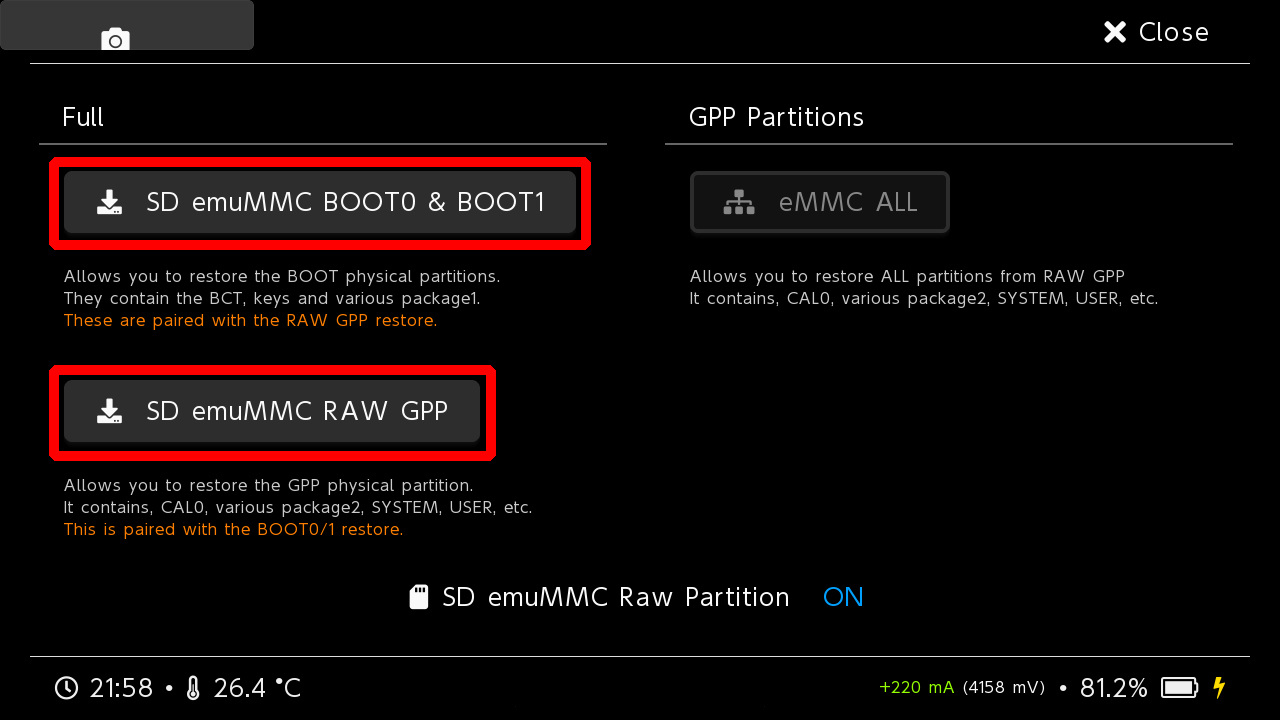 Close
Full
SD emuMMC BOOT0 & BOOT1
Allows you to restore the BOOT physical partitions.
They contain the BCT, keys and various package1.
These are paired with the RAW GPP restore.
SD emuMMC RAW GPP
Allows you to restore the GPP physical partition.
It contains, CAL0, various package2, SYSTEM, USER, etc.
This is paired with the BOOT0/1 restore.
GPP Partitions
eMMC ALL
Allows you to restore ALL partitions from RAW GPP
It contains, CAL0, various package2, SYSTEM, USER, etc.
SD emuMMC Raw Partition ON
21:58 • 26.4 °C
+220 mA (4158 mV) • 81.2%